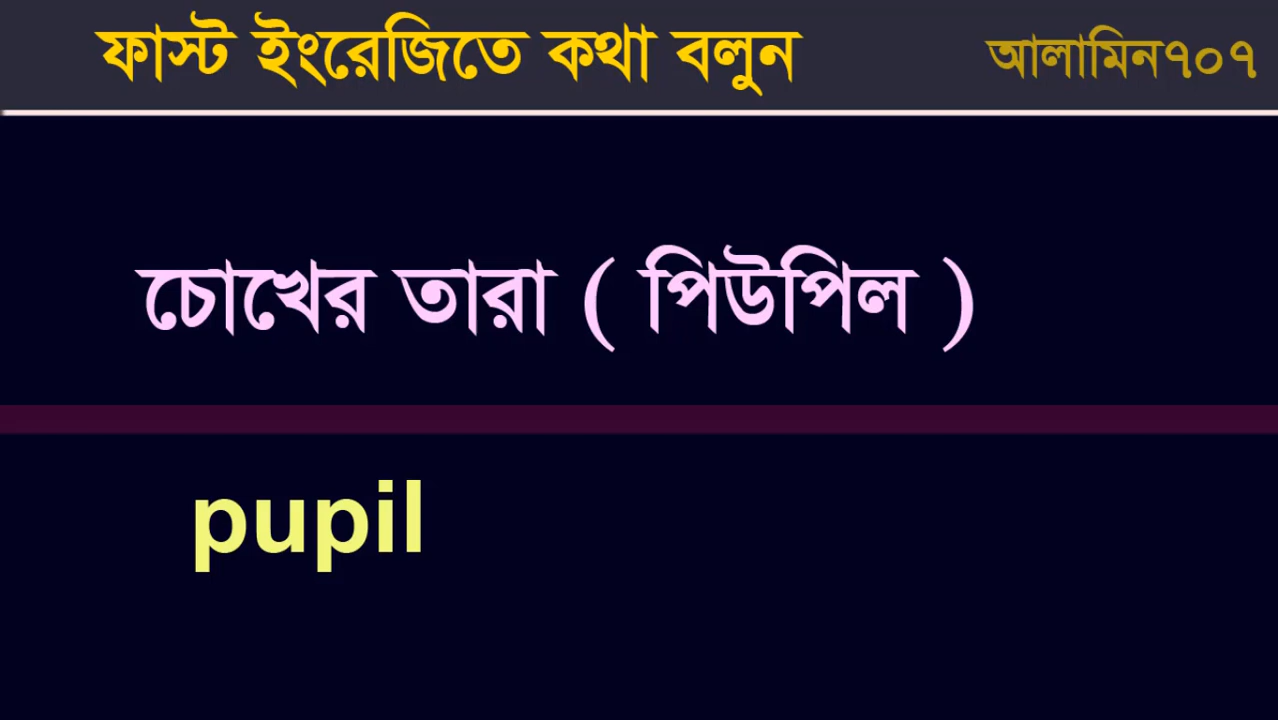 ফাস্ট ইংরেজিতে কথা বলুন
আলামিন৭০৭
চোখের তারা ( পিউপিল )
pupil